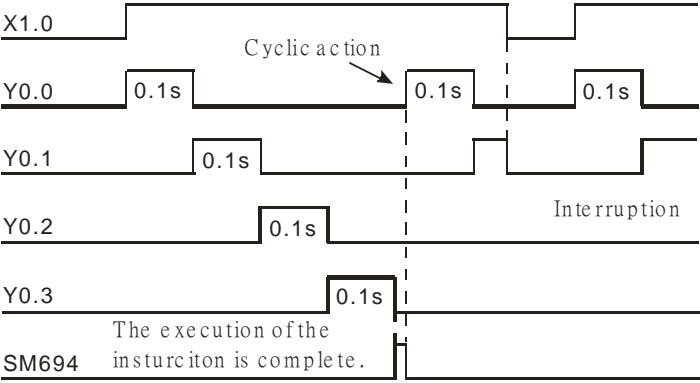 X1.0
Cyclic action
Y0.0
0.1s
0.1s
0.1s
Y0.1
0.1s
Interruption
Y0.2
0.1s
Y0.3
0.1s
The execution of the
insturciton is complete.
SM694